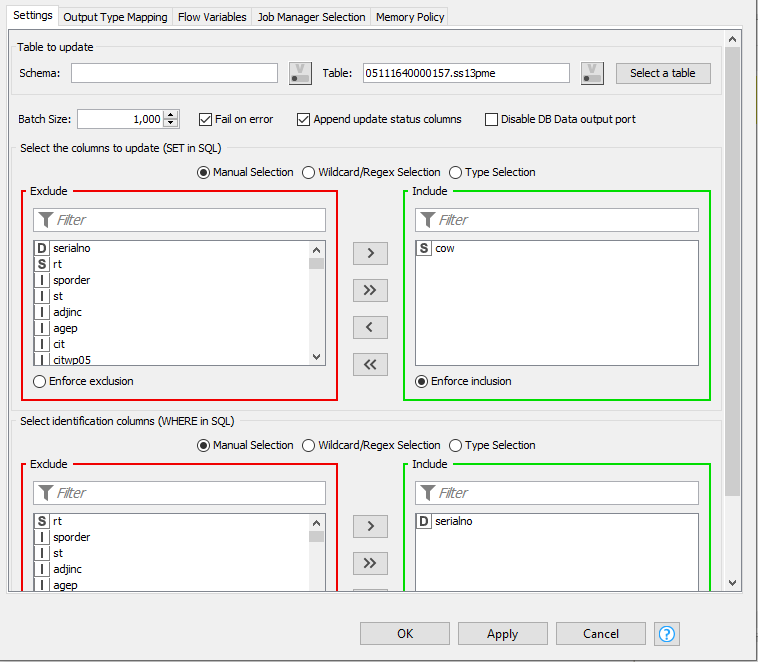 Settings Output Type Mapping Flow Variables Job Manager Selection Memory Policy
Table to update
Schema: V Table: 05111640000157.ss13pme V Select a table
Batch Size: 1,000 Fail on error Append update status columns Disable DB Data output port
Select the columns to update (SET in SQL)
Manual Selection Wildcard/Regex Selection Type Selection
Exclude Include
Filter Filter
D serialno S cow
S rt
I sporder
I st
I adjinc
I agep
I cit
I citwp05
> >> < <<
Enforce exclusion Enforce inclusion
Select identification columns (WHERE in SQL)
Manual Selection Wildcard/Regex Selection Type Selection
Exclude Include
Filter Filter
S rt D serialno
I sporder
I st
I adjinc
I agep
> >>
OK Apply Cancel ?